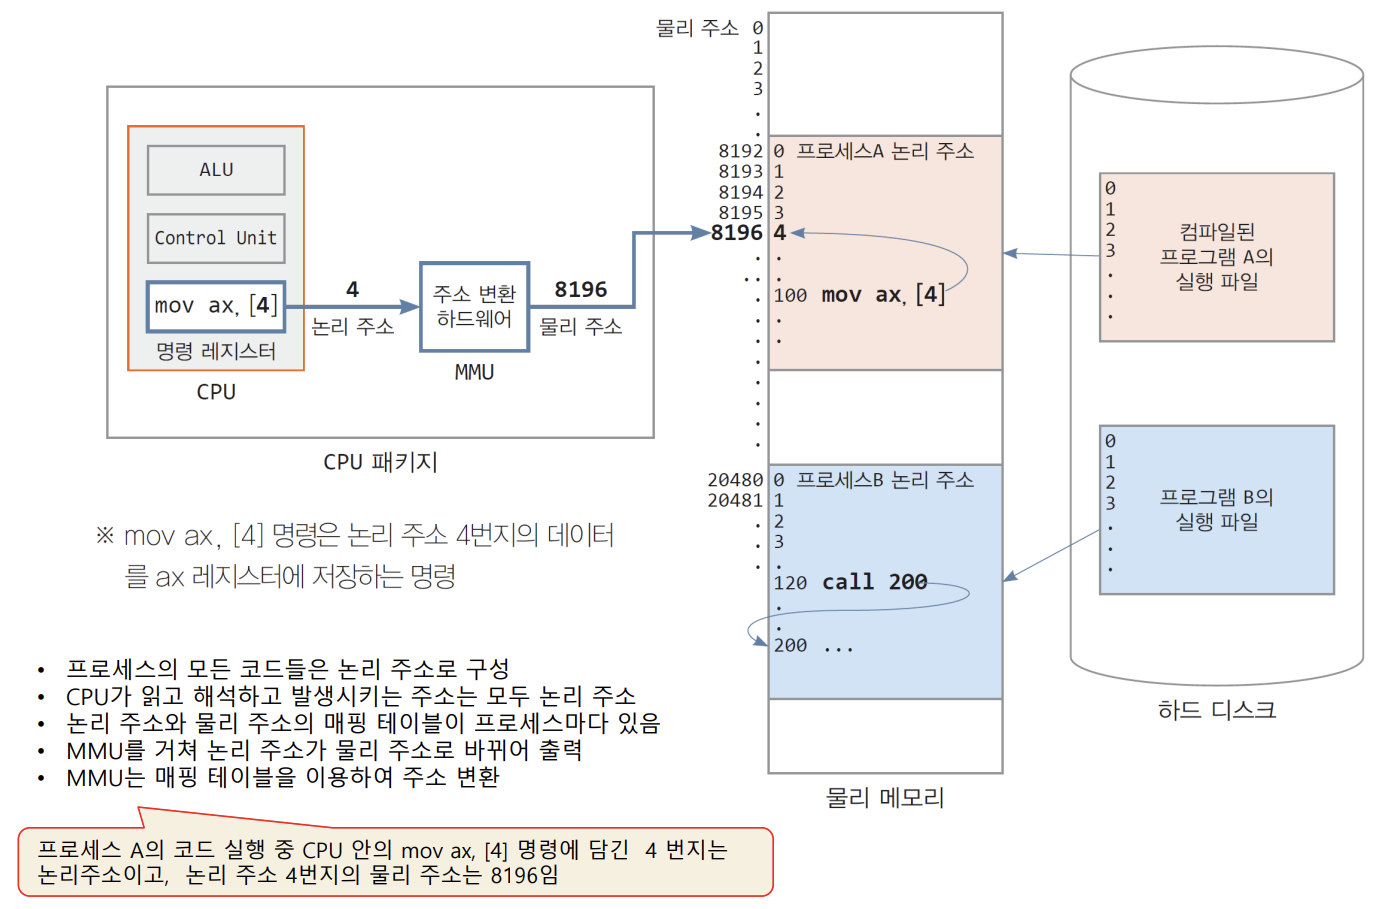 물리 주소 0
1
2
3
.
.
ALU
Control Unit
mov ax, [4]
명령 레지스터
CPU
4
논리 주소
주소 변환
하드웨어
MMU
8196
물리 주소
CPU 패키지
8192 0 프로세스A 논리 주소
8193 1
8194 2
8195 3
8196 4
. .
. . .
. 100 mov ax, [4]
. .
. .
.
.
.
.
.
20480 0 프로세스B 논리 주소
20481 1
. 2
. 3
. .
120 call 200
.
.
200 ...
물리 메모리
0
1
2
3
.
.
.
컴파일된
프로그램 A의
실행 파일
0
1
2
3
.
.
.
프로그램 B의
실행 파일
하드 디스크
※ mov ax, [4] 명령은 논리 주소 4번지의 데이터
를 ax 레지스터에 저장하는 명령
• 프로세스의 모든 코드들은 논리 주소로 구성
• CPU가 읽고 해석하고 발생시키는 주소는 모두 논리 주소
• 논리 주소와 물리 주소의 매핑 테이블이 프로세스마다 있음
• MMU를 거쳐 논리 주소가 물리 주소로 바뀌어 출력
• MMU는 매핑 테이블을 이용하여 주소 변환
프로세스 A의 코드 실행 중 CPU 안의 mov ax, [4] 명령에 담긴 4 번지는
논리주소이고, 논리 주소 4번지의 물리 주소는 8196임